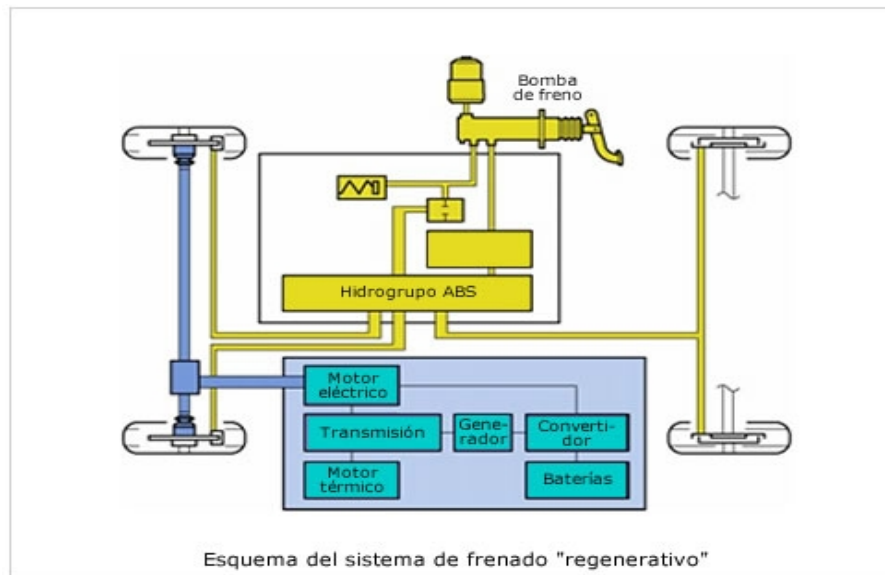 Bomba
de freno
Hidrogrupo ABS
Motor
eléctrico
Transmisión
Gene-
rador
Converti-
dor
Motor
térmico
Baterías
Esquema del sistema de frenado "regenerativo"